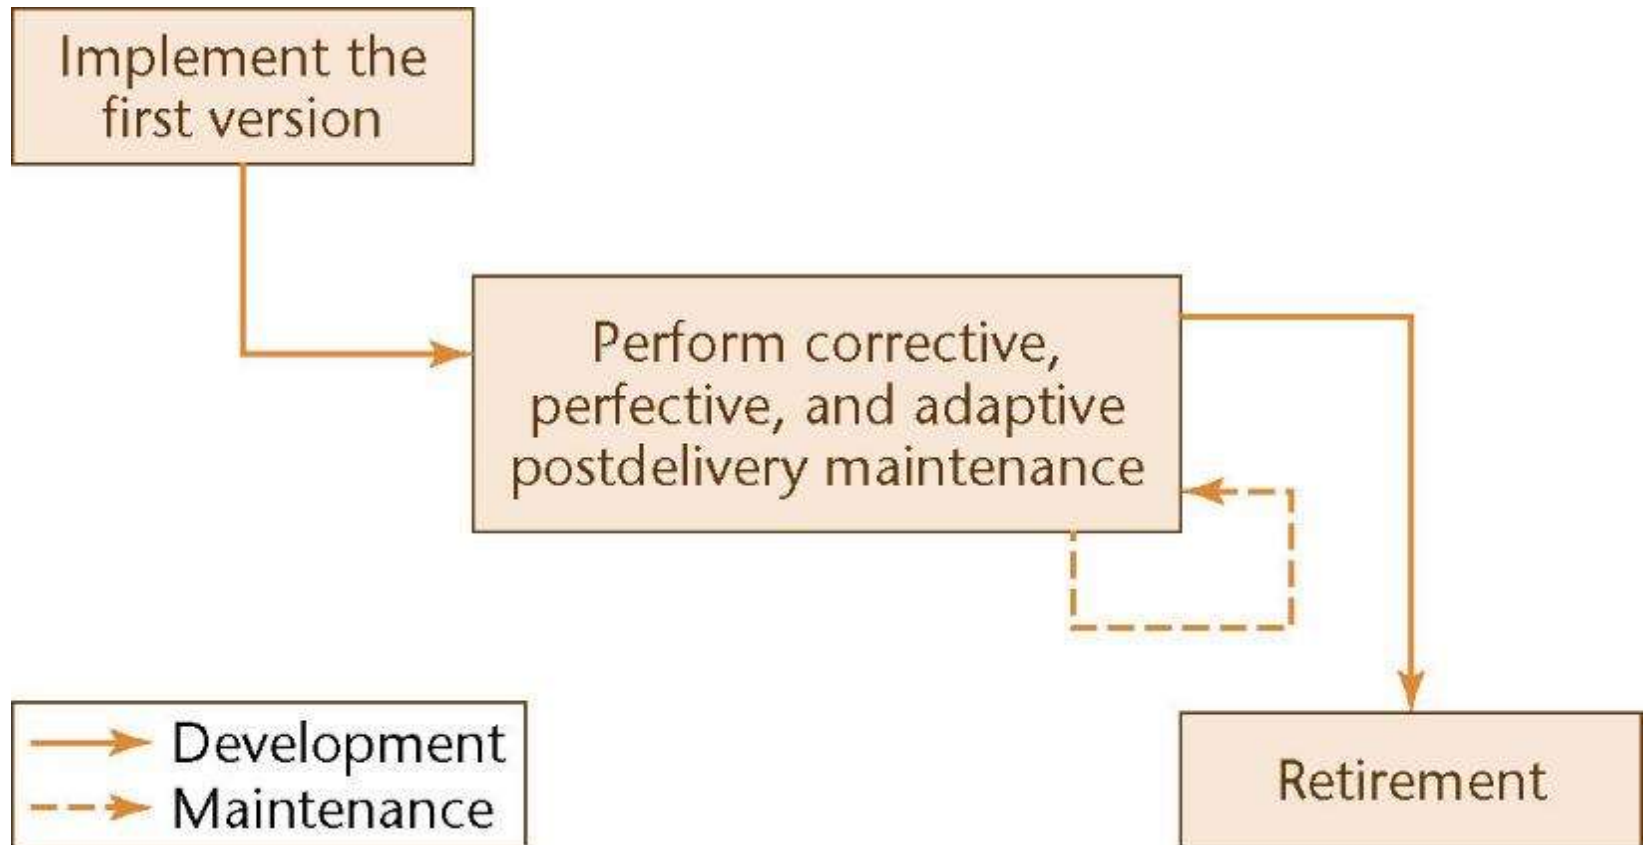 Implement the
first version
Perform corrective,
perfective, and adaptive
postdelivery maintenance
Development
Maintenance
Retirement